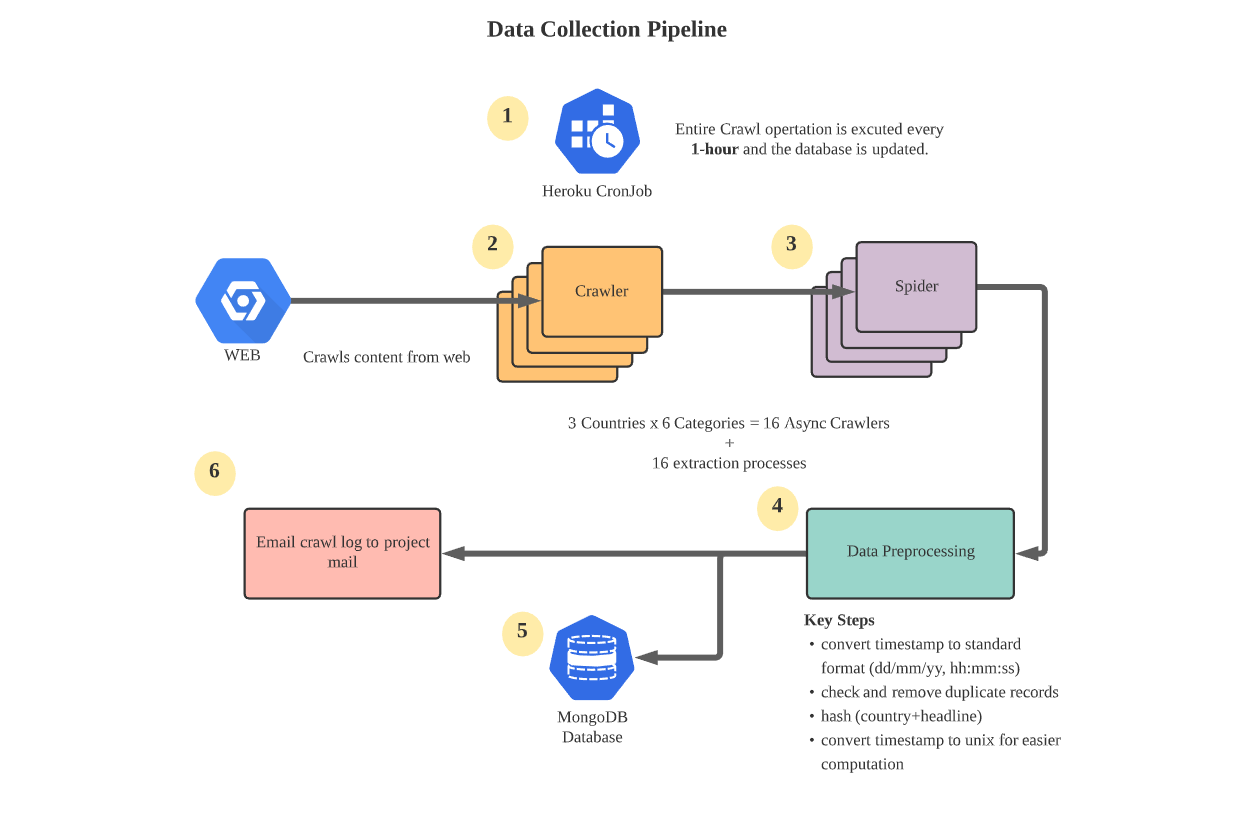 Data Collection Pipeline
1
Entire Crawl opertation is excuted every
1-hour and the database is updated.
Heroku CronJob
2
3
Crawler
Spider
WEB
Crawls content from web
3 Countries x 6 Categories = 16 Async Crawlers
+
16 extraction processes
6
4
Email crawl log to project
mail
Data Preprocessing
5
MongoDB
Database
Key Steps
• convert timestamp to standard
format (dd/mm/yy, hh:mm:ss)
• check and remove duplicate records
• hash (country+headline)
• convert timestamp to unix for easier
computation